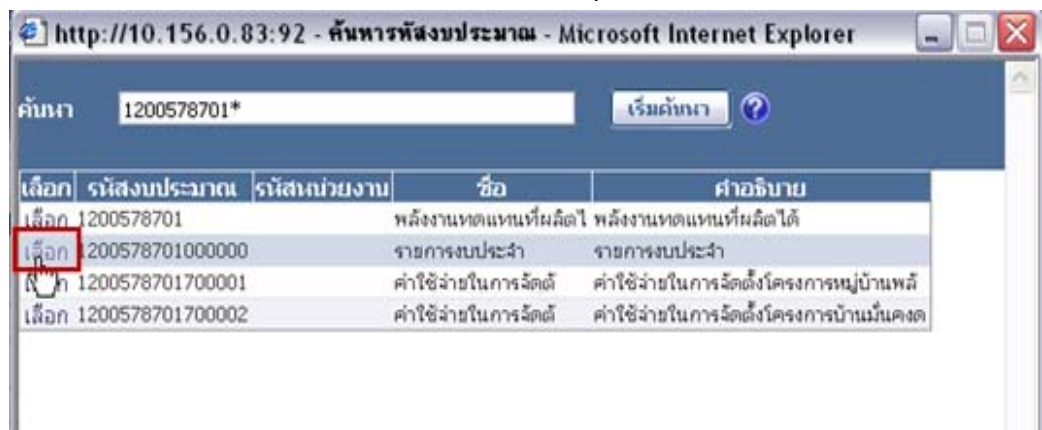 http://10.156.0.83:92 - ค้นหารหัสงบประมาณ - Microsoft Internet Explorer
ค้นหา 1200578701* เริ่มค้นหา
เลือก รหัสงบประมาณ รหัสหน่วยงาน ชื่อ คำอธิบาย
เลือก 1200578701 พลังงานทดแทนที่ผลิตไ พลังงานทดแทนที่ผลิตได้
เลือก 1200578701000000 รายการงบประจำ รายการงบประจำ
1200578701700001 ค่าใช้จ่ายในการจัดตั้ ค่าใช้จ่ายในการจัดตั้งโครงการหมู่บ้านพลั
เลือก 1200578701700002 ค่าใช้จ่ายในการจัดตั้ ค่าใช้จ่ายในการจัดตั้งโครงการบ้านมั่นคงด